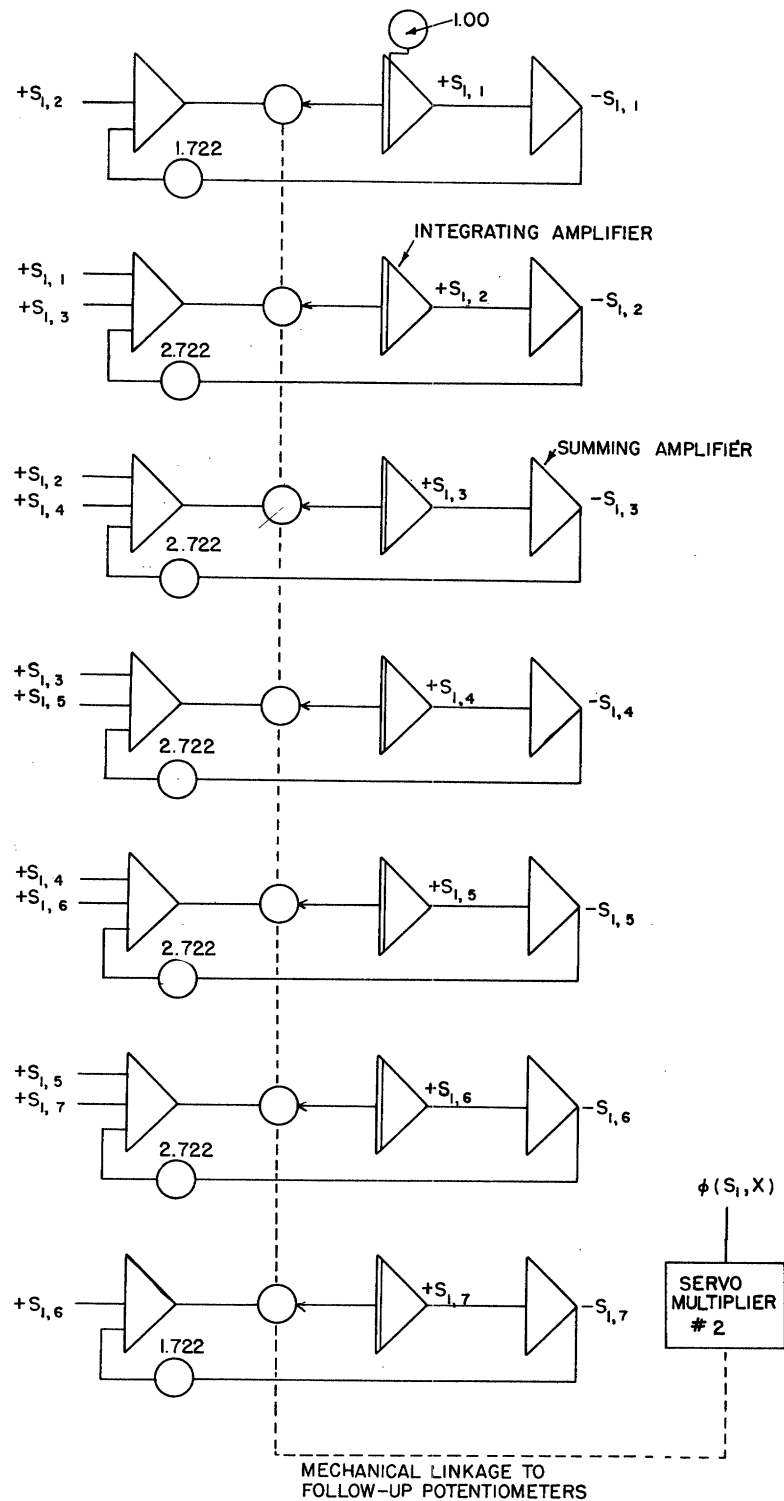 1.00
+S1,2
+S1,1
-S1,1
1.722
INTEGRATING AMPLIFIER
+S1,1
+S1,3
+S1,2
-S1,2
2.722
SUMMING AMPLIFIER
+S1,2
+S1,4
+S1,3
-S1,3
2.722
+S1,3
+S1,5
+S1,4
-S1,4
2.722
+S1,4
+S1,6
+S1,5
-S1,5
2.722
+S1,5
+S1,7
+S1,6
-S1,6
2.722
ϕ(S1,X)
+S1,6
+S1,7
-S1,7
1.722
SERVO
MULTIPLIER
# 2
MECHANICAL LINKAGE TO
FOLLOW-UP POTENTIOMETERS